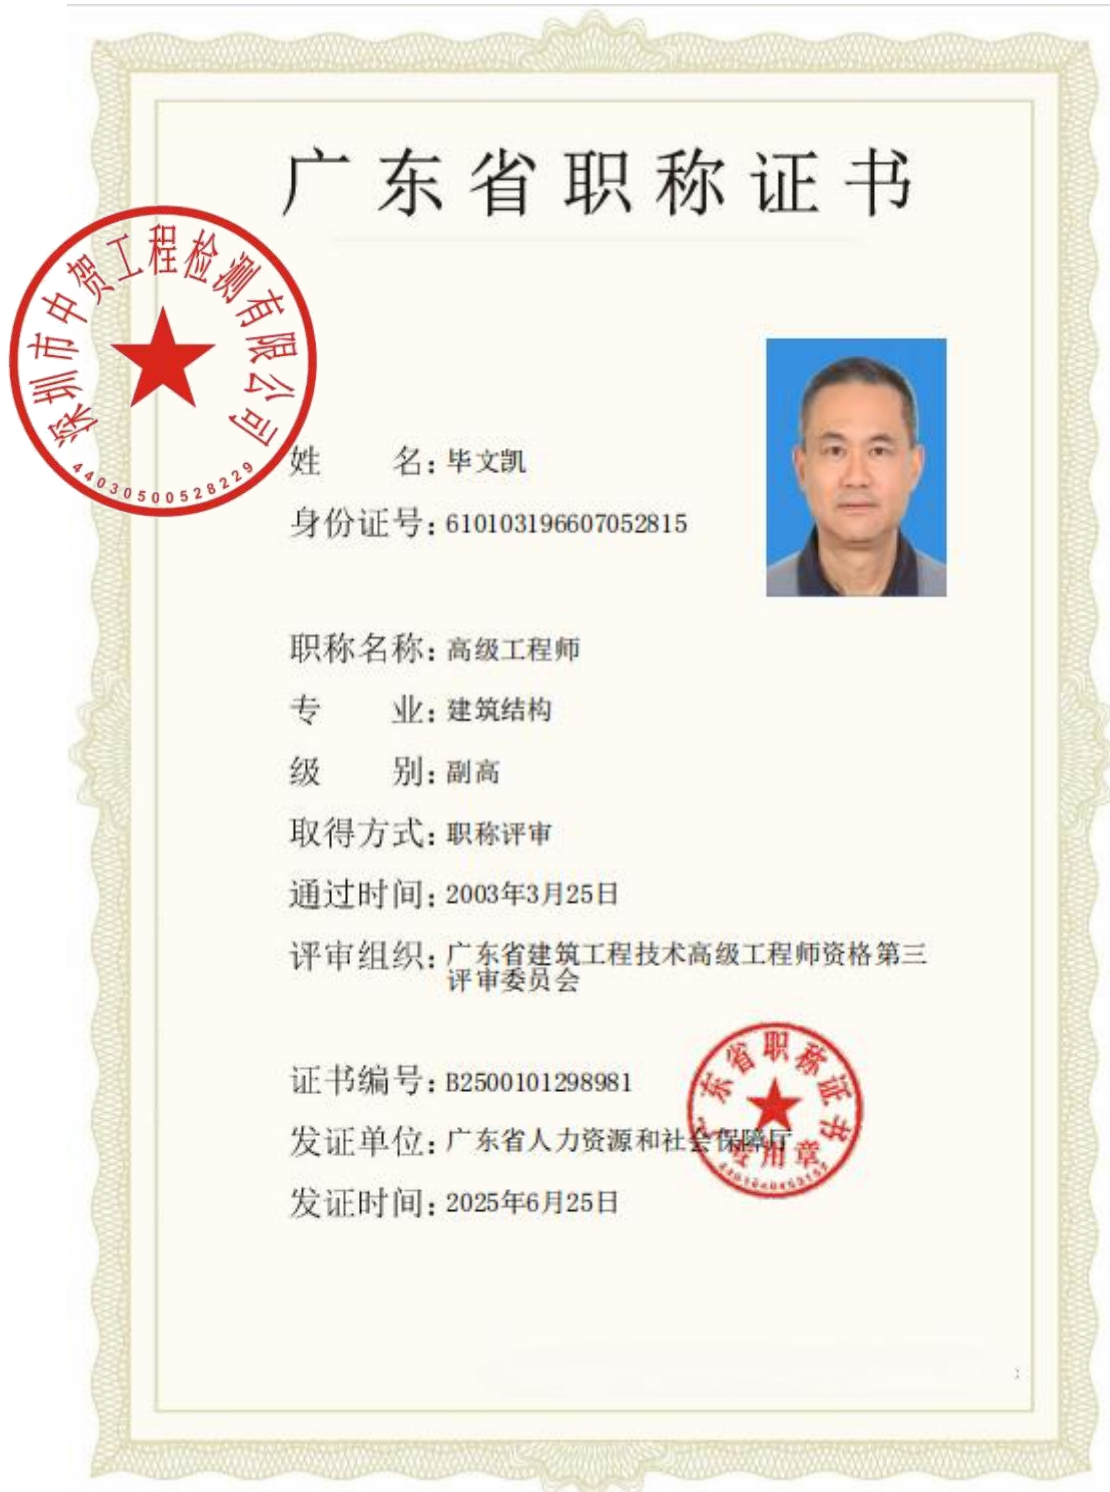 广东省职称证书
深圳市中贺工程检测有限公司
44030500528229
姓名：毕文凯
身份证号：610103196607052815
职称名称：高级工程师
专业：建筑结构
级别：副高
取得方式：职称评审
通过时间：2003年3月25日
评审组织：广东省建筑工程技术高级工程师资格第三
评审委员会
证书编号：B2500101298981
发证单位：广东省人力资源和社会保障厅
发证时间：2025年6月25日
广东省职称证书
专用章